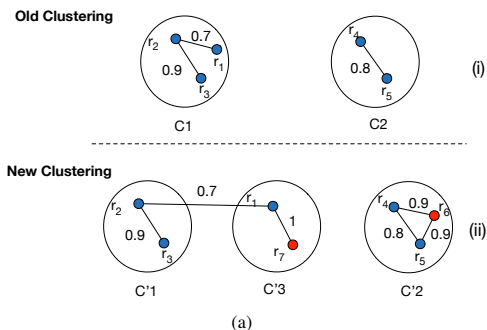 Old Clustering
r2 0.7 r1
0.9 r3
C1
r4
0.8 r5
C2
(i)
New Clustering
r2 0.7 r1
0.9 r3
C'1
1
r7
C'3
r4 0.9 r6
0.8 0.9
r5
C'2
(ii)
(a)